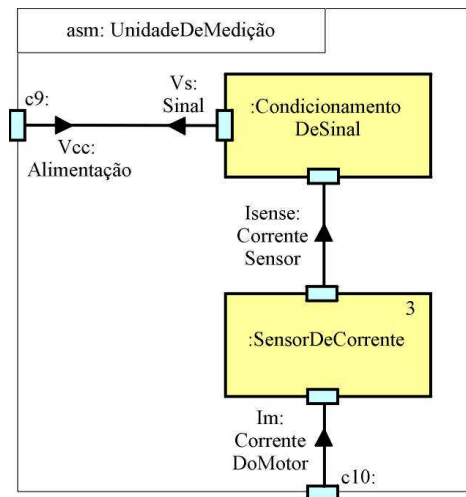 asm: UnidadeDeMedição
c9:
Vs:
Sinal
Vcc:
Alimentação
:Condicionamento
DeSinal
Isense:
Corrente
Sensor
3
:SensorDeCorrente
Im:
Corrente
DoMotor
c10: